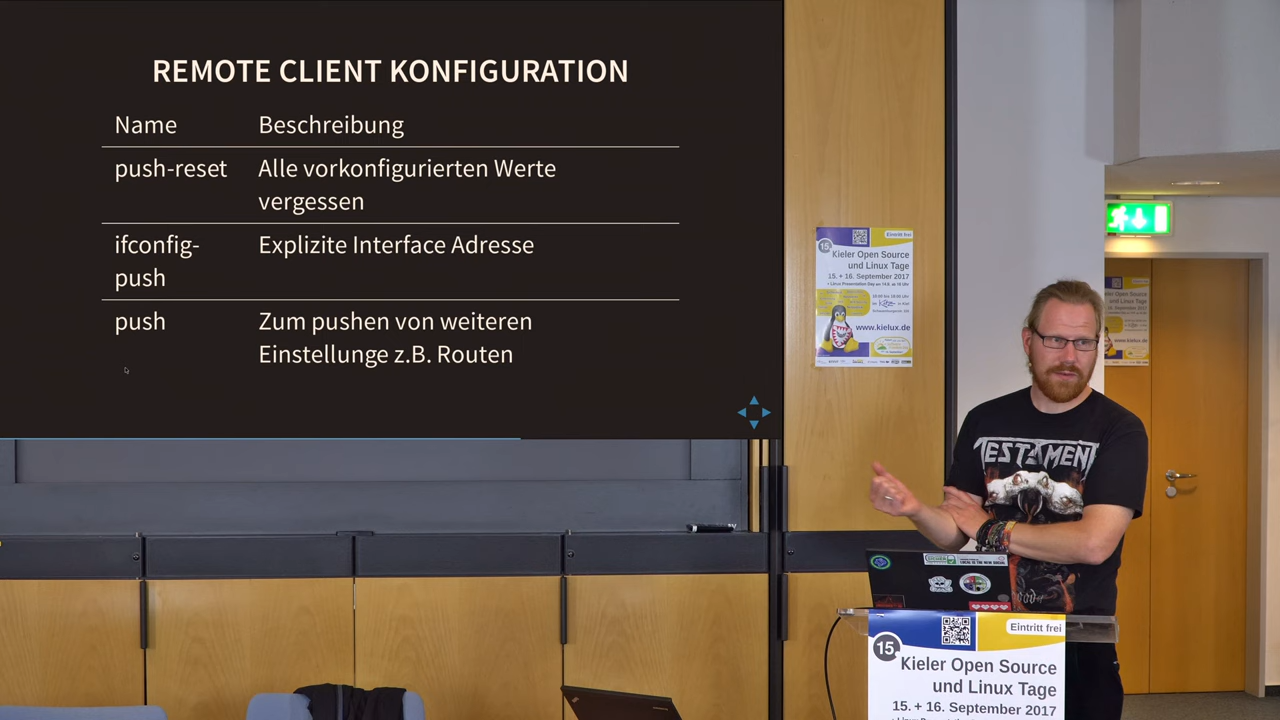 REMOTE CLIENT KONFIGURATION
Name Beschreibung
push-reset Alle vorkonfigurierten Werte
vergessen
ifconfig- Explizite Interface Adresse
push
push Zum pushen von weiteren
Einstellunge z.B. Routen
Eintritt frei
15.
Kieler Open Source
und Linux Tage
15. + 16. September 2017
www.kielux.de
TESTAMENT
Eintritt frei
15.
Kieler Open Source
und Linux Tage
15. + 16. September 2017